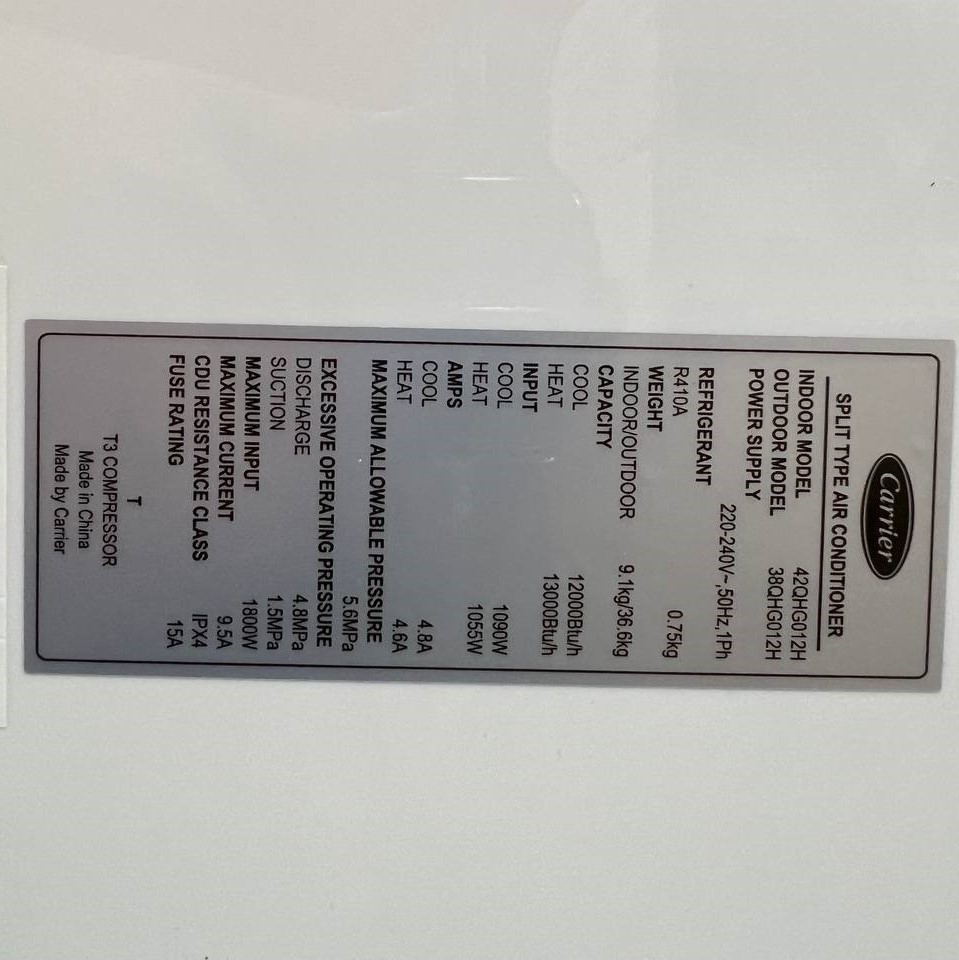 Carrier
SPLIT TYPE AIR CONDITIONER
INDOOR MODEL 42QHG012H
OUTDOOR MODEL 38QHG012H
POWER SUPPLY
220-240V~,50Hz,1Ph
REFRIGERANT
R410A 0.75kg
WEIGHT
INDOOR/OUTDOOR 9.1kg/36.6kg
CAPACITY
COOL 12000Btu/h
HEAT 13000Btu/h
INPUT
COOL 1090W
HEAT 1055W
AMPS
COOL 4.8A
HEAT 4.6A
MAXIMUM ALLOWABLE PRESSURE
5.6MPa
EXCESSIVE OPERATING PRESSURE
DISCHARGE 4.8MPa
SUCTION 1.5MPa
MAXIMUM INPUT 1800W
MAXIMUM CURRENT 9.5A
CDU RESISTANCE CLASS IPX4
FUSE RATING 15A
T
T3 COMPRESSOR
Made in China
Made by Carrier